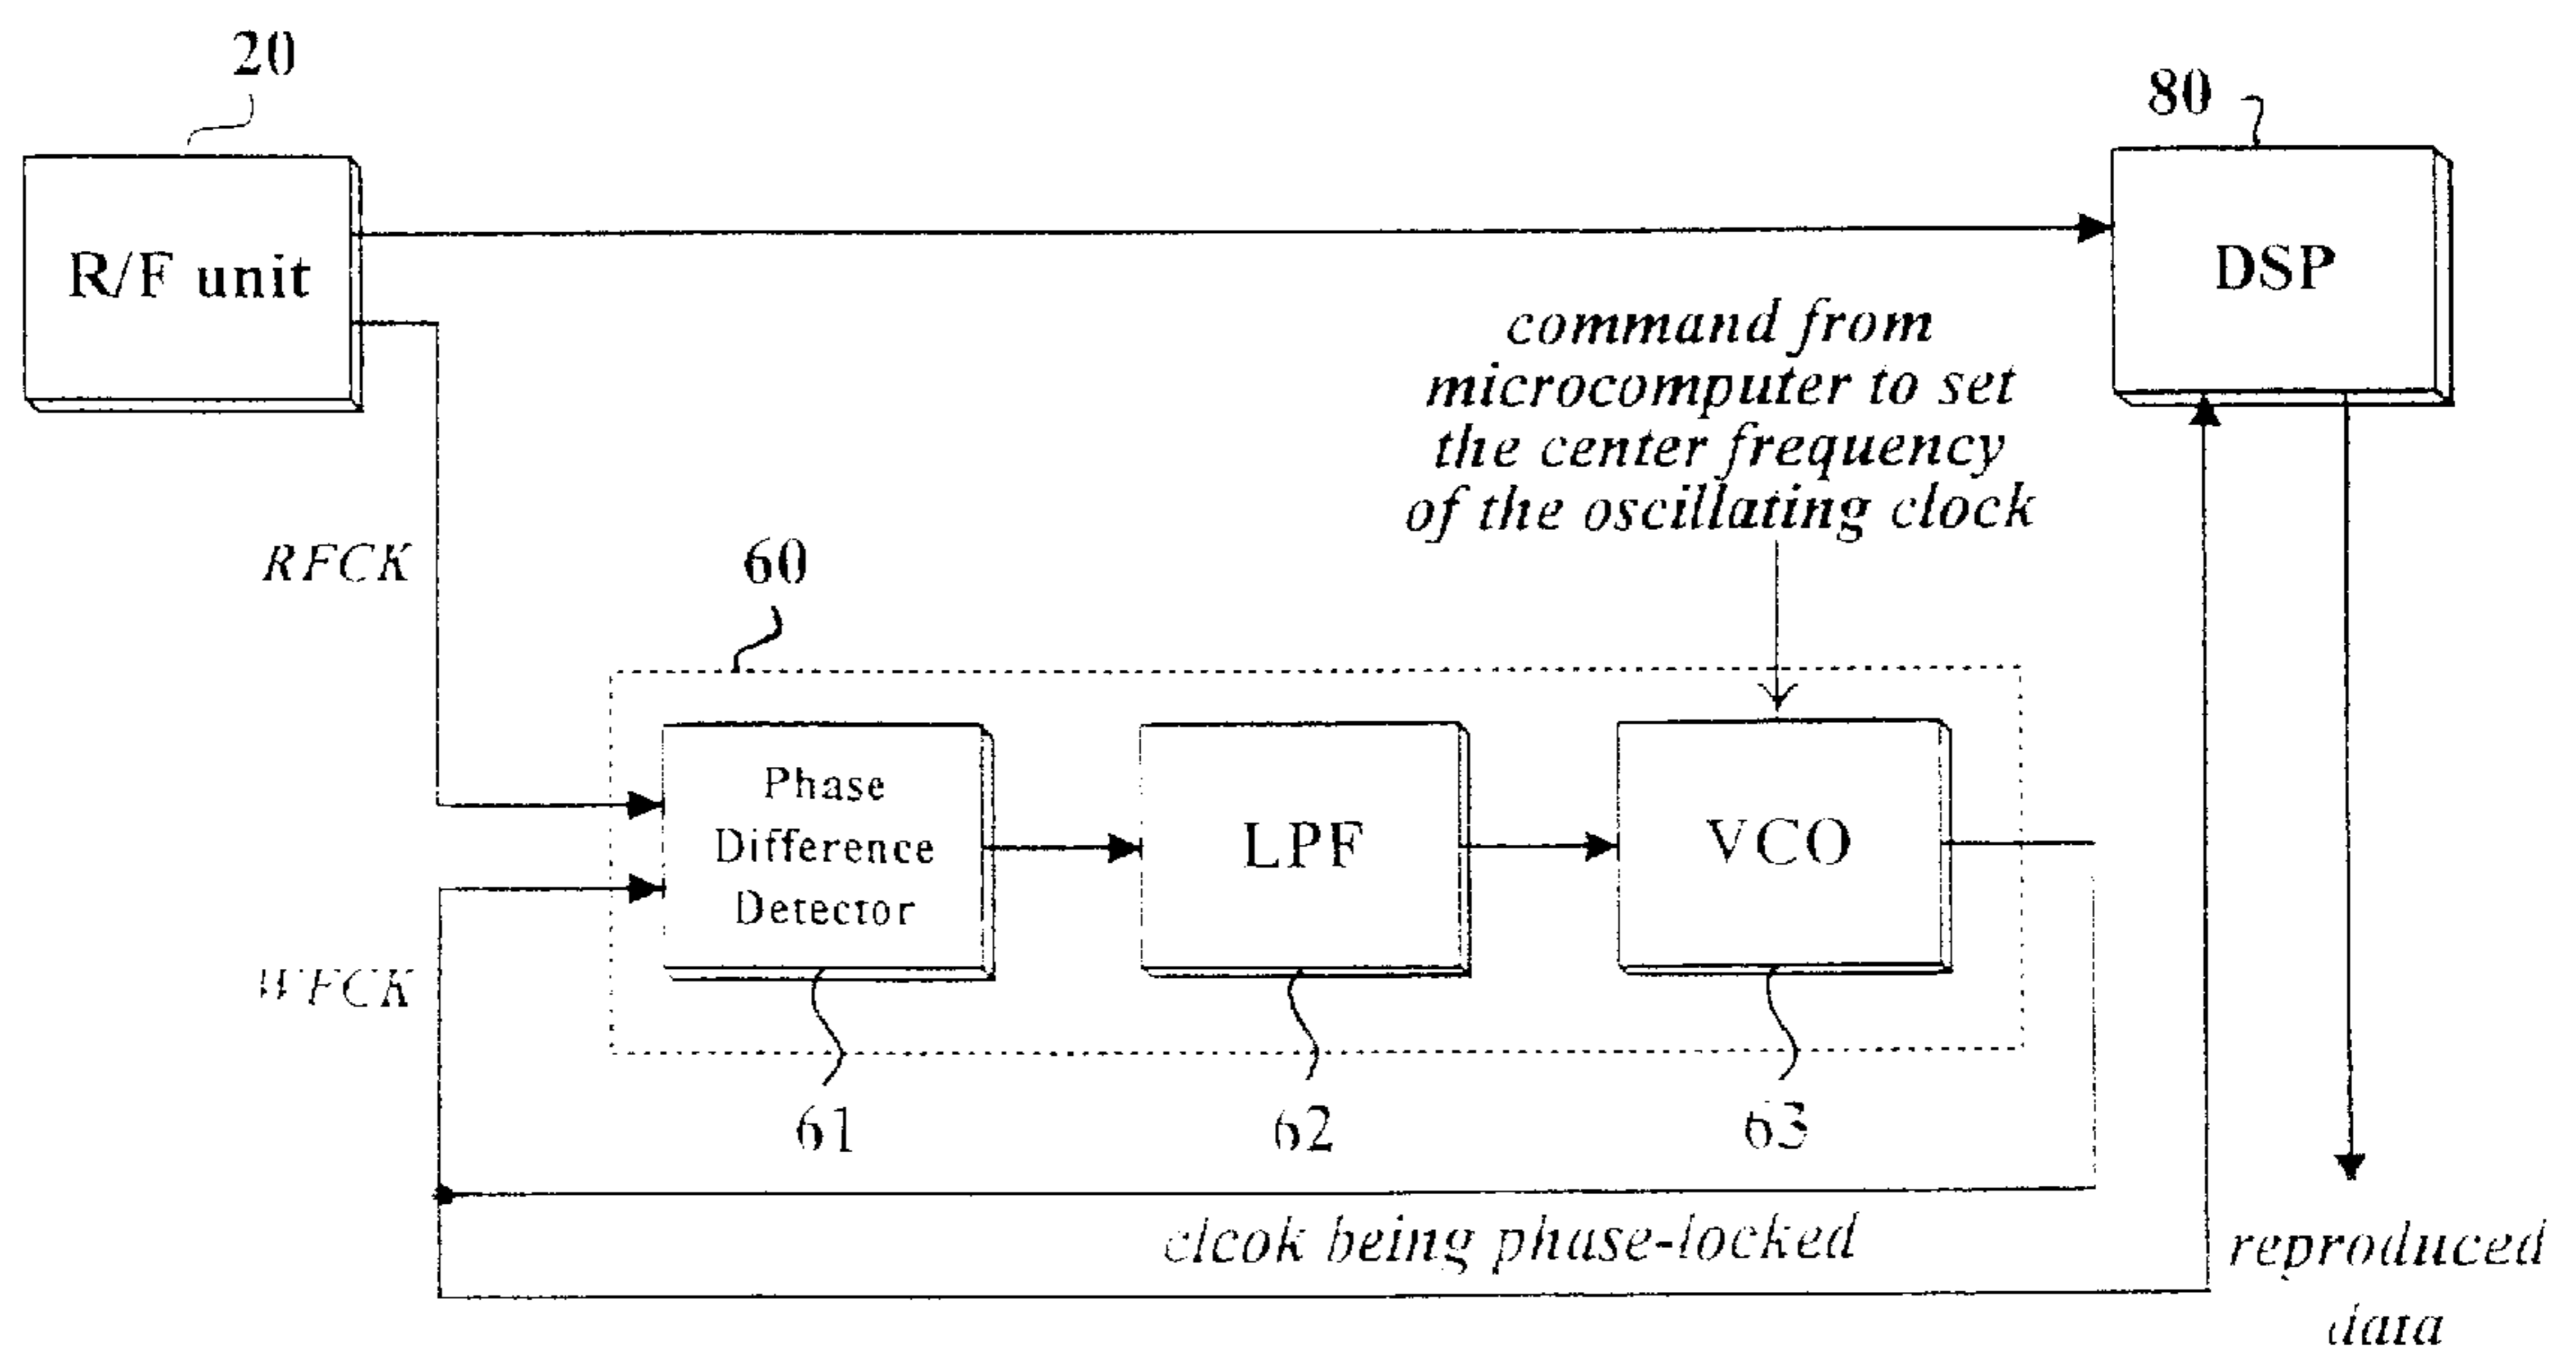 20
80
R/F unit
DSP
command from
microcomputer to set
the center frequency
of the oscillating clock
RFCK
60
Phase
Difference
Detector
LPF
VCO
WFCK
61
62
63
clcok being phase-locked
reproduced
data